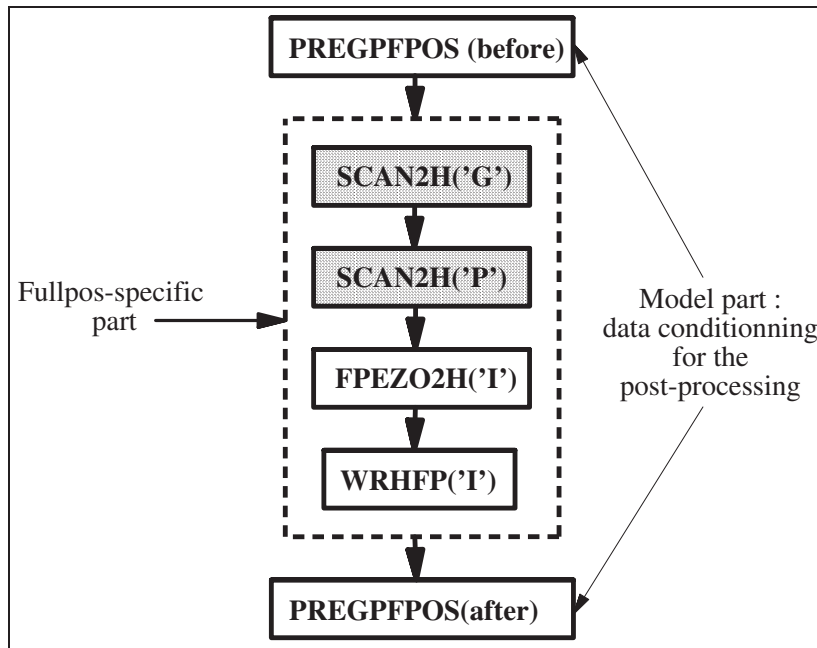 PREGPFPOS (before)
SCAN2H('G')
SCAN2H('P')
Fullpos-specific
part
FPEZO2H('I')
WRHFP('I')
Model part :
data conditionning
for the
post-processing
PREGPFPOS(after)